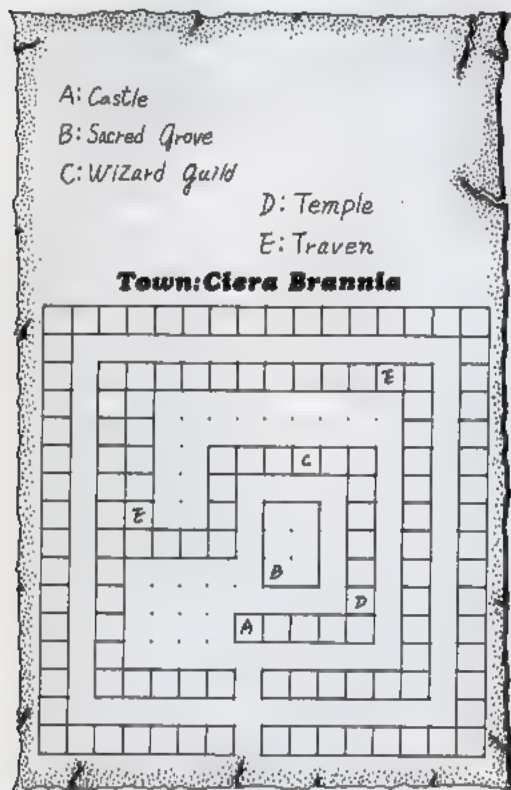 A: Castle
B: Sacred Grove
C: Wizard Guild
D: Temple
E: Traven
Town:Ciera Brannia
E
C
E
B
D
A